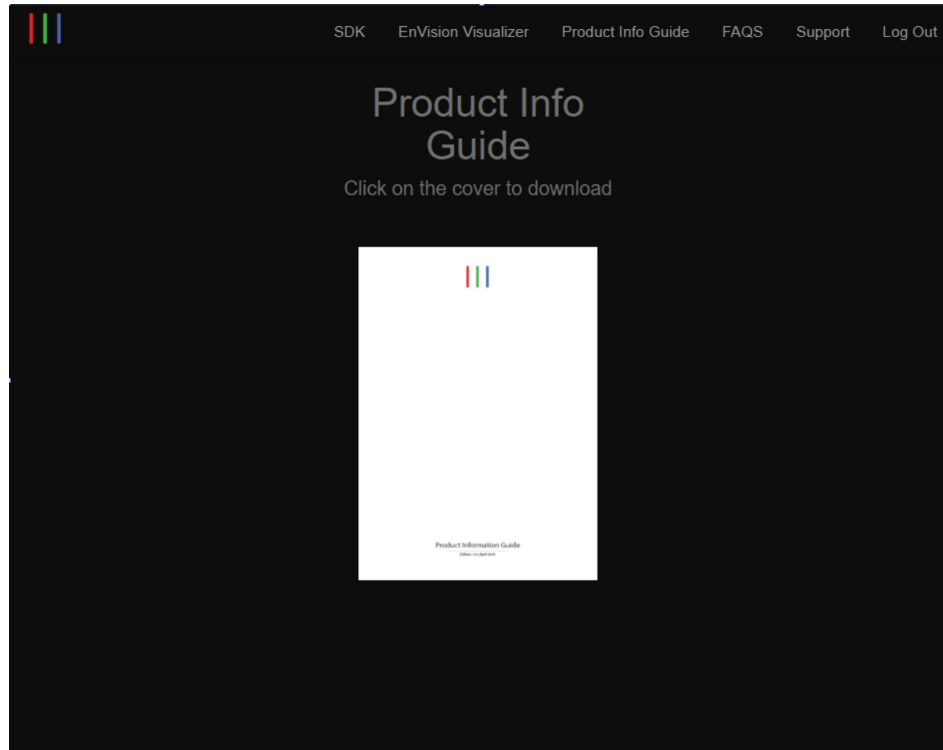 SDK EnVision Visualizer Product Info Guide FAQS Support Log Out
Product Info
Guide
Click on the cover to download
Product Information Guide